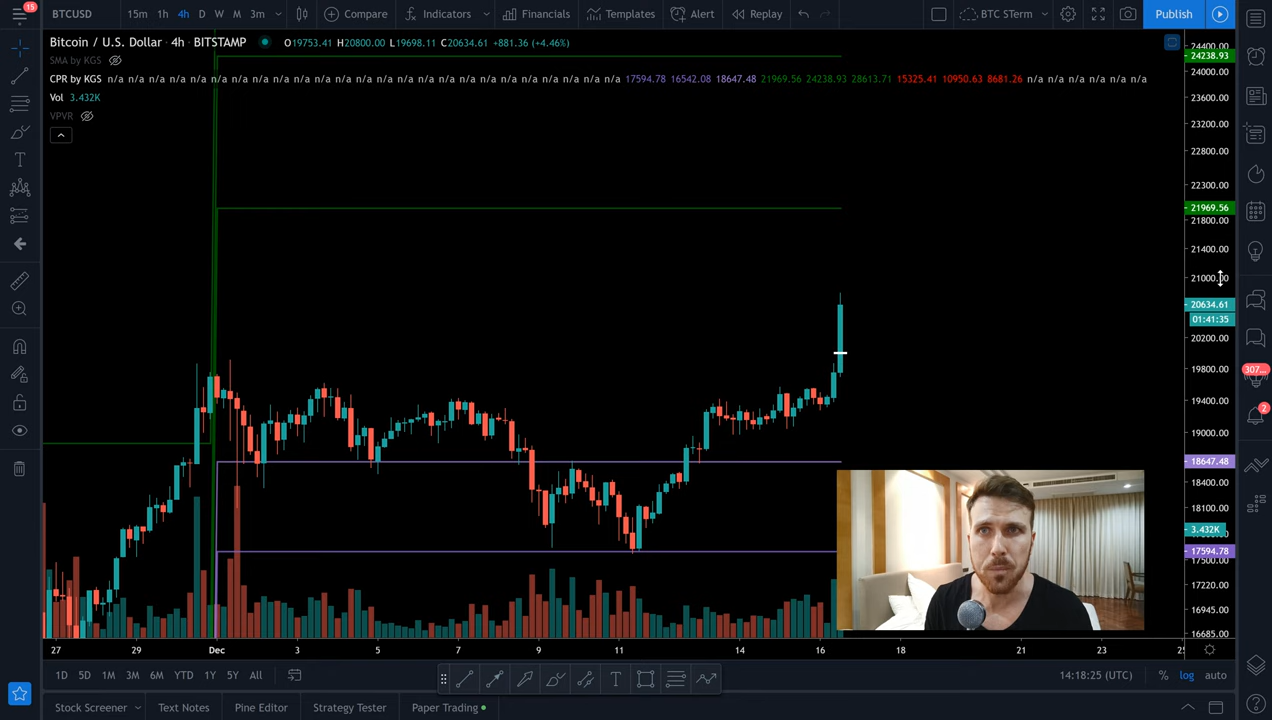 15
BTCUSD 15m 1h 4h D W M 3m Compare Indicators Financials Templates Alert Replay BTC STerm Publish
Bitcoin / U.S. Dollar · 4h · BITSTAMP O19753.41 H20800.00 L19698.11 C20634.61 +881.36 (+4.46%)
SMA by KGS
CPR by KGS n/a n/a n/a n/a n/a n/a n/a n/a n/a n/a n/a n/a n/a n/a n/a n/a n/a n/a n/a n/a n/a n/a n/a n/a n/a 17594.78 16542.08 18647.48 21969.56 24238.93 28613.71 15325.41 10950.63 8681.26 n/a n/a n/a n/a n/a n/a
Vol 3.432K
VPVR
24400.00
24238.93
24000.00
23600.00
23200.00
22800.00
22300.00
21969.56
21800.00
21400.00
21000.00
20634.61
01:41:35
20200.00
19800.00
307...
19400.00
2
19000.00
18647.48
18400.00
18100.00
3.432K
17594.78
17500.00
17220.00
16945.00
16685.00
27 29 Dec 3 5 7 9 11 14 16 18 21 23
1D 5D 1M 3M 6M YTD 1Y 5Y All T 14:18:25 (UTC) % log auto
Stock Screener Text Notes Pine Editor Strategy Tester Paper Trading